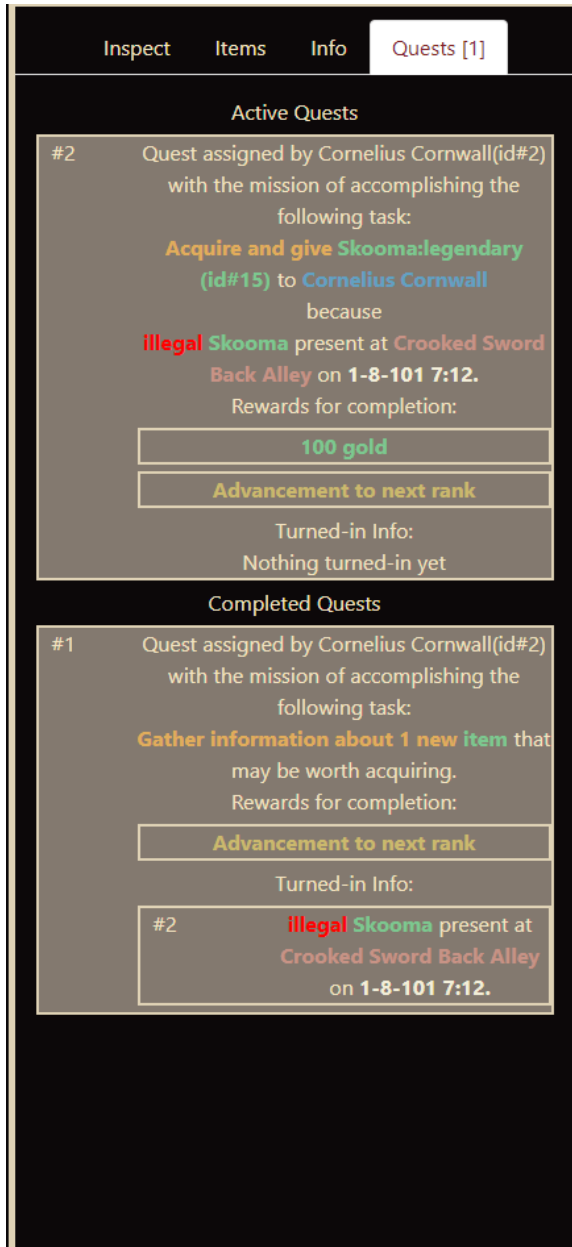 Inspect Items Info Quests [1]
Active Quests
#2 Quest assigned by Cornelius Cornwall(id#2)
with the mission of accomplishing the
following task:
Acquire and give Skooma:legendary
(id#15) to Cornelius Cornwall
because
illegal Skooma present at Crooked Sword
Back Alley on 1-8-101 7:12.
Rewards for completion:
100 gold
Advancement to next rank
Turned-in Info:
Nothing turned-in yet
Completed Quests
#1 Quest assigned by Cornelius Cornwall(id#2)
with the mission of accomplishing the
following task:
Gather information about 1 new item that
may be worth acquiring.
Rewards for completion:
Advancement to next rank
Turned-in Info:
#2 illegal Skooma present at
Crooked Sword Back Alley
on 1-8-101 7:12.